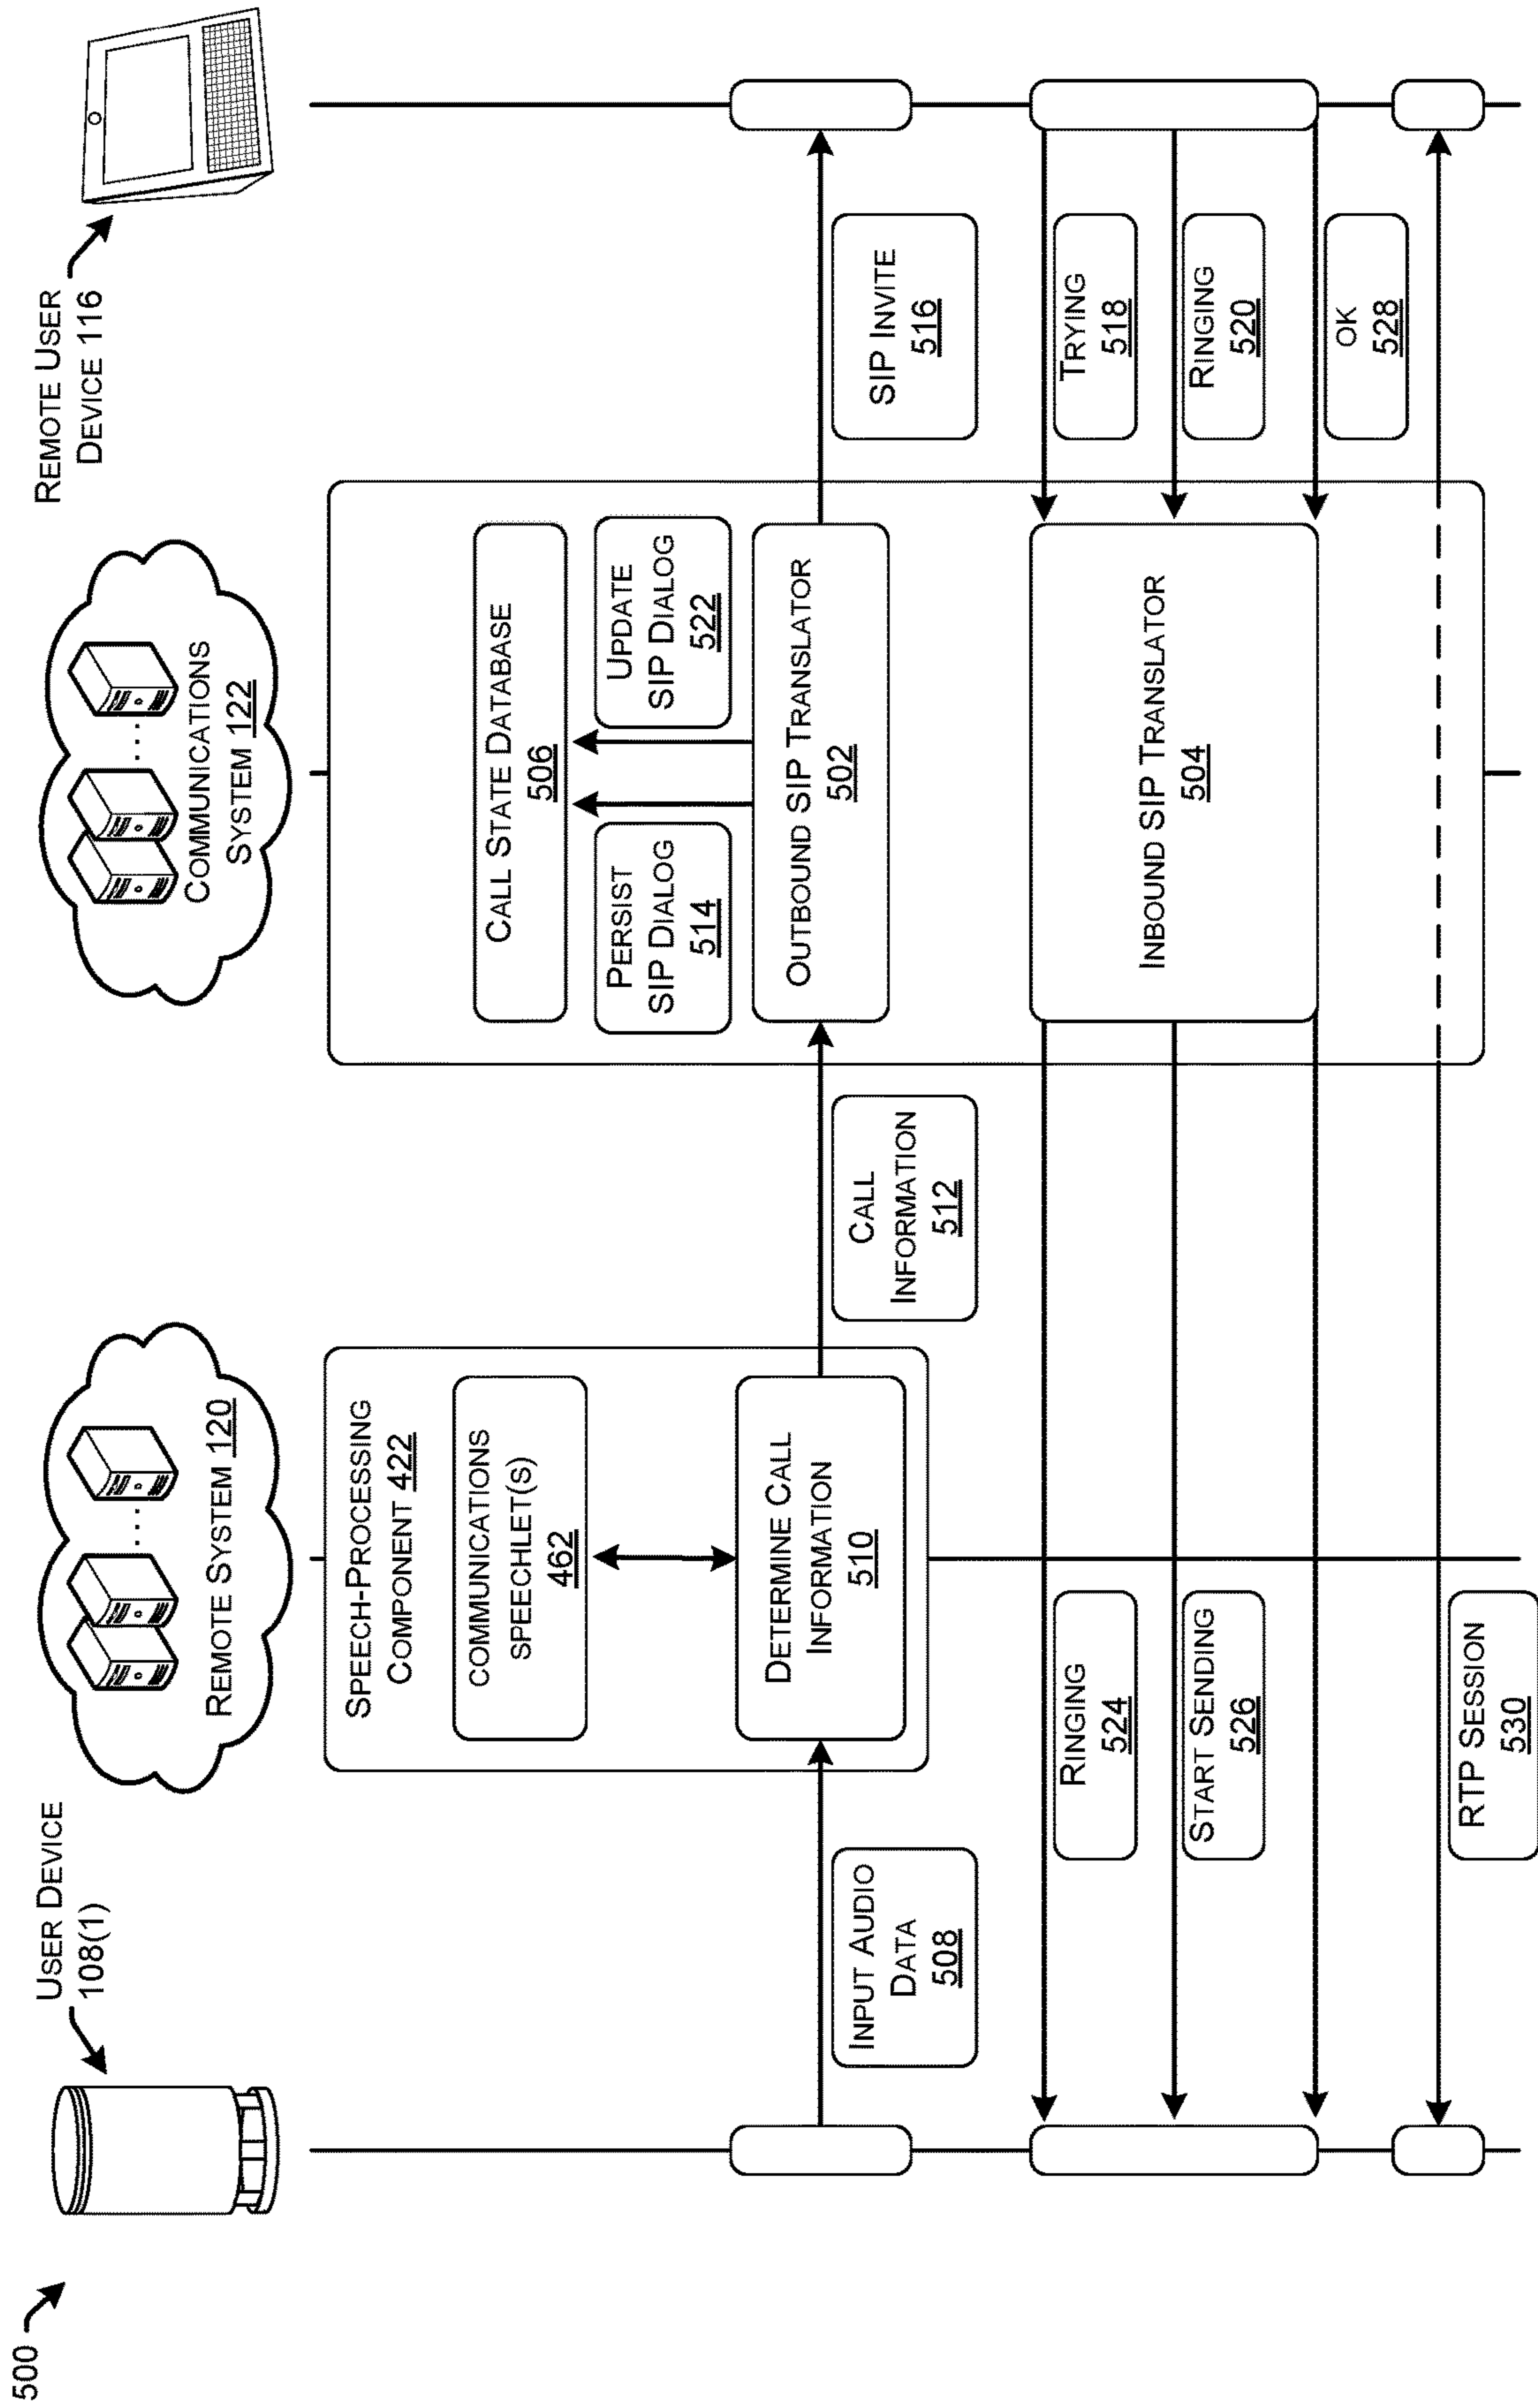 500
USER DEVICE
108(1)
REMOTE SYSTEM 120
COMMUNICATIONS
SYSTEM 122
REMOTE USER
DEVICE 116
SPEECH-PROCESSING
COMPONENT 422
COMMUNICATIONS
SPEECHLET(S)
462
DETERMINE CALL
INFORMATION
510
CALL STATE DATABASE
506
PERSIST
SIP DIALOG
514
UPDATE
SIP DIALOG
522
OUTBOUND SIP TRANSLATOR
502
INPUT AUDIO
DATA
508
CALL
INFORMATION
512
SIP INVITE
516
INBOUND SIP TRANSLATOR
504
RINGING
524
TRYING
518
START SENDING
526
RINGING
520
OK
528
RTP SESSION
530